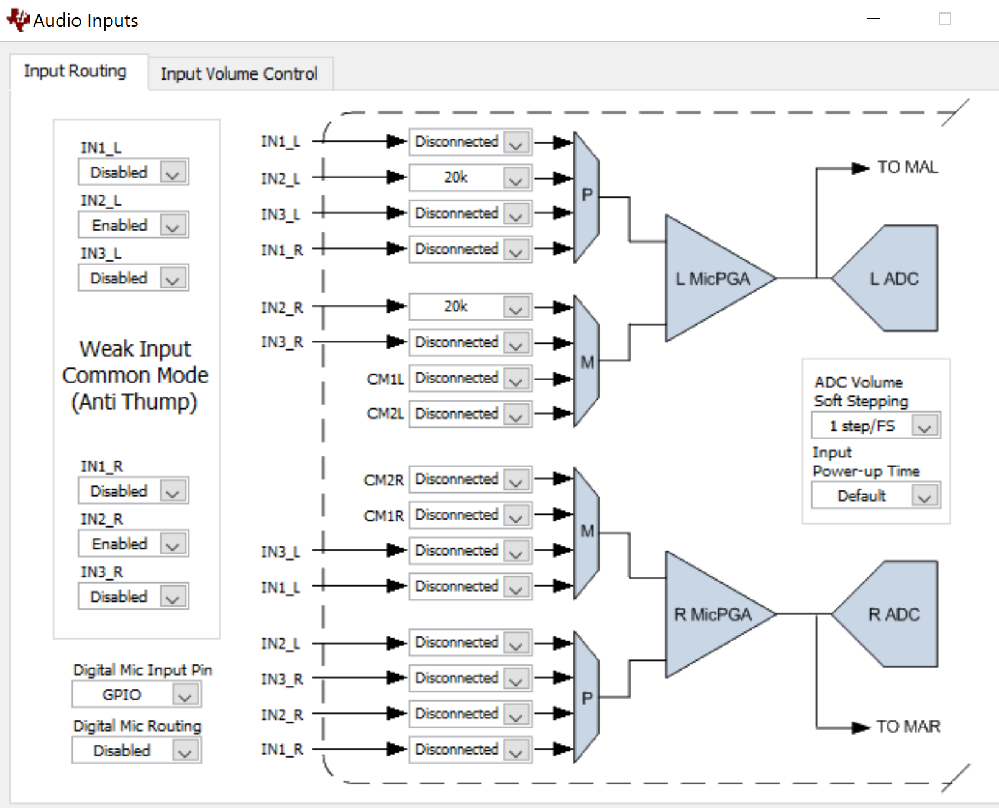 Audio Inputs
Input Routing
Input Volume Control
IN1_L
Disabled
IN2_L
Enabled
IN3_L
Disabled
Weak Input
Common Mode
(Anti Thump)
IN1_R
Disabled
IN2_R
Enabled
IN3_R
Disabled
Digital Mic Input Pin
GPIO
Digital Mic Routing
Disabled
IN1_L Disconnected
IN2_L 20k
IN3_L Disconnected
IN1_R Disconnected
P
IN2_R 20k
IN3_R Disconnected
CM1L Disconnected
CM2L Disconnected
M
L MicPGA
TO MAL
L ADC
ADC Volume
Soft Stepping
1 step/FS
Input
Power-up Time
Default
CM2R Disconnected
CM1R Disconnected
IN3_L Disconnected
IN1_L Disconnected
M
IN2_L Disconnected
IN3_R Disconnected
IN2_R Disconnected
IN1_R Disconnected
P
R MicPGA
R ADC
TO MAR